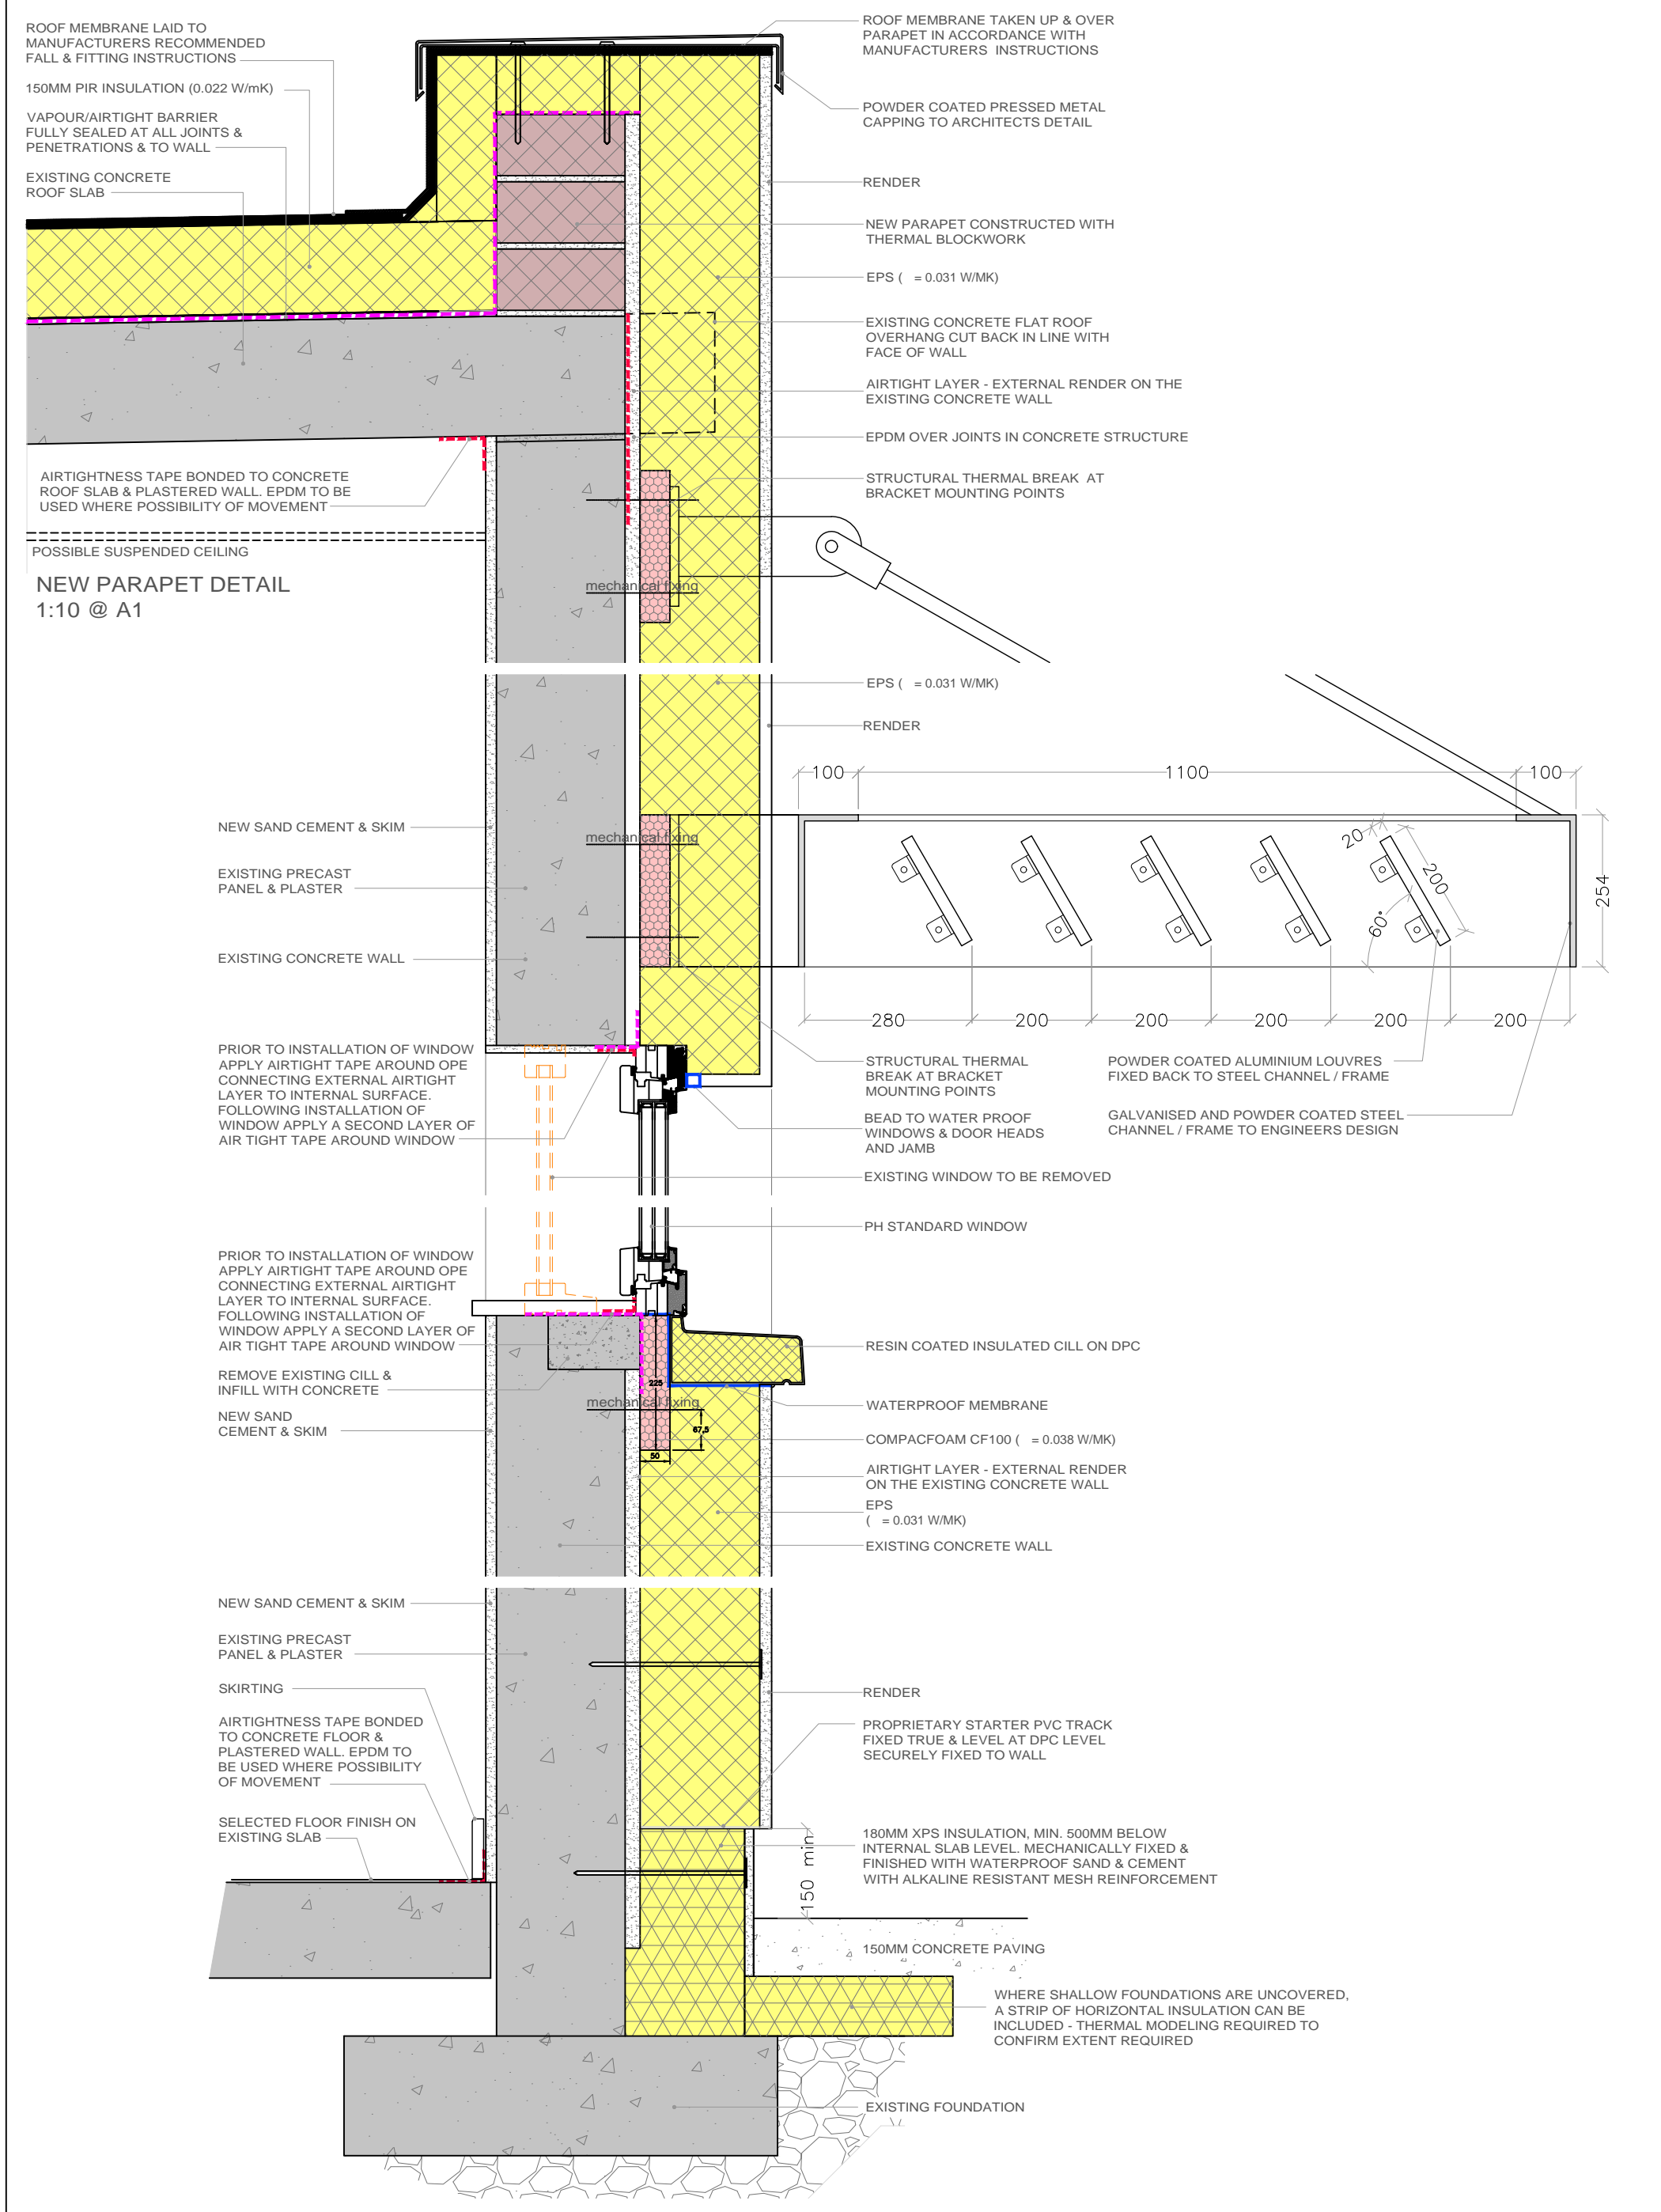 ROOF MEMBRANE LAID TO
MANUFACTURERS RECOMMENDED
FALL & FITTING INSTRUCTIONS
150MM PIR INSULATION (0.022 W/mK)
VAPOUR/AIRTIGHT BARRIER
FULLY SEALED AT ALL JOINTS &
PENETRATIONS & TO WALL
EXISTING CONCRETE
ROOF SLAB
AIRTIGHTNESS TAPE BONDED TO CONCRETE
ROOF SLAB & PLASTERED WALL. EPDM TO BE
USED WHERE POSSIBILITY OF MOVEMENT
POSSIBLE SUSPENDED CEILING
NEW PARAPET DETAIL
1:10 @ A1
ROOF MEMBRANE TAKEN UP & OVER
PARAPET IN ACCORDANCE WITH
MANUFACTURERS INSTRUCTIONS
POWDER COATED PRESSED METAL
CAPPING TO ARCHITECTS DETAIL
RENDER
NEW PARAPET CONSTRUCTED WITH
THERMAL BLOCKWORK
EPS ( = 0.031 W/MK)
EXISTING CONCRETE FLAT ROOF
OVERHANG CUT BACK IN LINE WITH
FACE OF WALL
AIRTIGHT LAYER - EXTERNAL RENDER ON THE
EXISTING CONCRETE WALL
EPDM OVER JOINTS IN CONCRETE STRUCTURE
STRUCTURAL THERMAL BREAK AT
BRACKET MOUNTING POINTS
mechanical fixing
EPS ( = 0.031 W/MK)
RENDER
100
1100
100
20
200
60°
254
280
200
200
200
200
200
NEW SAND CEMENT & SKIM
mechanical fixing
EXISTING PRECAST
PANEL & PLASTER
EXISTING CONCRETE WALL
PRIOR TO INSTALLATION OF WINDOW
APPLY AIRTIGHT TAPE AROUND OPE
CONNECTING EXTERNAL AIRTIGHT
LAYER TO INTERNAL SURFACE.
FOLLOWING INSTALLATION OF
WINDOW APPLY A SECOND LAYER OF
AIR TIGHT TAPE AROUND WINDOW
STRUCTURAL THERMAL
BREAK AT BRACKET
MOUNTING POINTS
POWDER COATED ALUMINIUM LOUVRES
FIXED BACK TO STEEL CHANNEL / FRAME
BEAD TO WATER PROOF
WINDOWS & DOOR HEADS
AND JAMB
GALVANISED AND POWDER COATED STEEL
CHANNEL / FRAME TO ENGINEERS DESIGN
EXISTING WINDOW TO BE REMOVED
PH STANDARD WINDOW
PRIOR TO INSTALLATION OF WINDOW
APPLY AIRTIGHT TAPE AROUND OPE
CONNECTING EXTERNAL AIRTIGHT
LAYER TO INTERNAL SURFACE.
FOLLOWING INSTALLATION OF
WINDOW APPLY A SECOND LAYER OF
AIR TIGHT TAPE AROUND WINDOW
REMOVE EXISTING CILL &
INFILL WITH CONCRETE
NEW SAND
CEMENT & SKIM
225
mechanical fixing
67,5
50
RESIN COATED INSULATED CILL ON DPC
WATERPROOF MEMBRANE
COMPACFOAM CF100 ( = 0.038 W/MK)
AIRTIGHT LAYER - EXTERNAL RENDER
ON THE EXISTING CONCRETE WALL
EPS
( = 0.031 W/MK)
EXISTING CONCRETE WALL
NEW SAND CEMENT & SKIM
EXISTING PRECAST
PANEL & PLASTER
SKIRTING
AIRTIGHTNESS TAPE BONDED
TO CONCRETE FLOOR &
PLASTERED WALL. EPDM TO
BE USED WHERE POSSIBILITY
OF MOVEMENT
SELECTED FLOOR FINISH ON
EXISTING SLAB
RENDER
PROPRIETARY STARTER PVC TRACK
FIXED TRUE & LEVEL AT DPC LEVEL
SECURELY FIXED TO WALL
150 min
180MM XPS INSULATION, MIN. 500MM BELOW
INTERNAL SLAB LEVEL. MECHANICALLY FIXED &
FINISHED WITH WATERPROOF SAND & CEMENT
WITH ALKALINE RESISTANT MESH REINFORCEMENT
150MM CONCRETE PAVING
WHERE SHALLOW FOUNDATIONS ARE UNCOVERED,
A STRIP OF HORIZONTAL INSULATION CAN BE
INCLUDED - THERMAL MODELING REQUIRED TO
CONFIRM EXTENT REQUIRED
EXISTING FOUNDATION